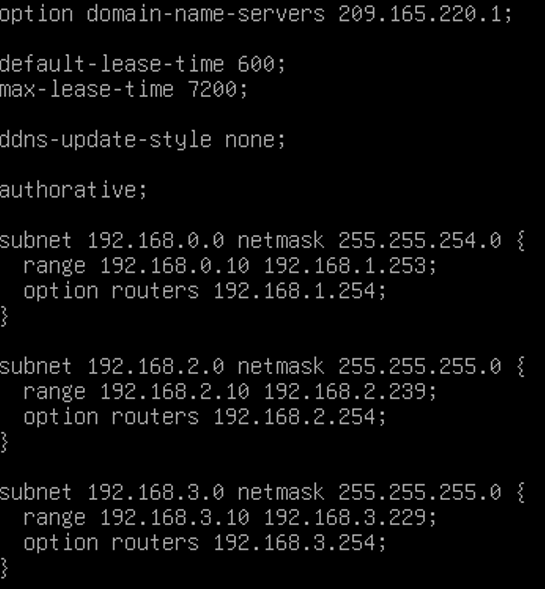 option domain-name-servers 209.165.220.1;
default-lease-time 600;
max-lease-time 7200;
ddns-update-style none;
authorative;
subnet 192.168.0.0 netmask 255.255.254.0 {
range 192.168.0.10 192.168.1.253;
option routers 192.168.1.254;
}
subnet 192.168.2.0 netmask 255.255.255.0 {
range 192.168.2.10 192.168.2.239;
option routers 192.168.2.254;
}
subnet 192.168.3.0 netmask 255.255.255.0 {
range 192.168.3.10 192.168.3.229;
option routers 192.168.3.254;
}